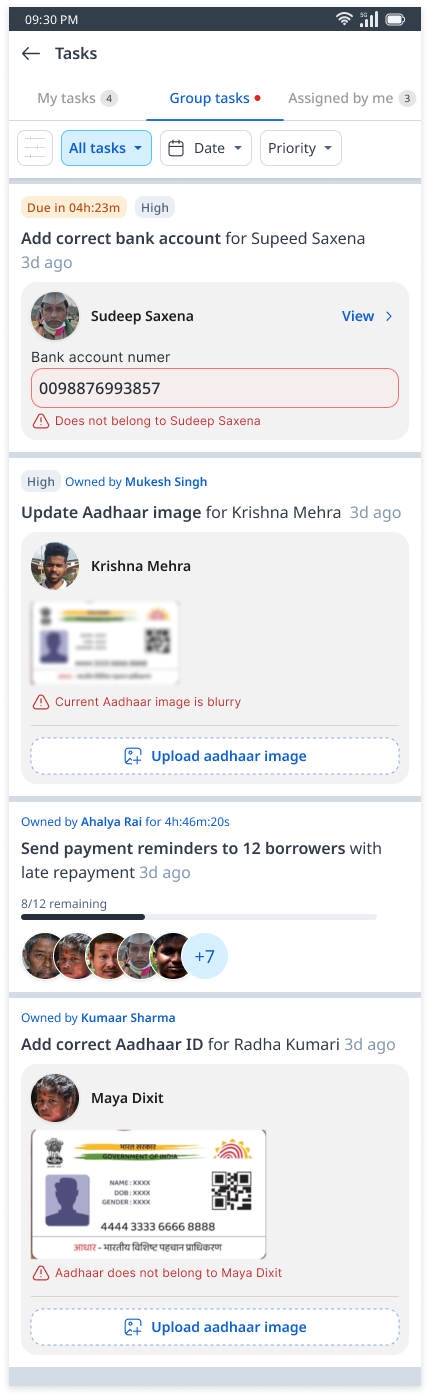 09:30 PM 5G
Tasks
My tasks 4 Group tasks Assigned by me 3
All tasks Date Priority
Due in 04h:23m High
Add correct bank account for Supeed Saxena
3d ago
Sudeep Saxena View
Bank account numer
0098876993857
Does not belong to Sudeep Saxena
High Owned by Mukesh Singh
Update Aadhaar image for Krishna Mehra 3d ago
Krishna Mehra
4444 3333 6666 8888
Current Aadhaar image is blurry
Upload aadhaar image
Owned by Ahalya Rai for 4h:46m:20s
Send payment reminders to 12 borrowers with
late repayment 3d ago
8/12 remaining
+7
Owned by Kumaar Sharma
Add correct Aadhaar ID for Radha Kumari 3d ago
Maya Dixit
भारत सरकार
GOVERNMENT OF INDIA
NAME : XXXX
DOB : XXXX
GENDER : XXXX
4444 3333 6666 8888
आधार - भारतीय विशिष्ट पहचान प्राधिकरण
Aadhaar does not belong to Maya Dixit
Upload aadhaar image